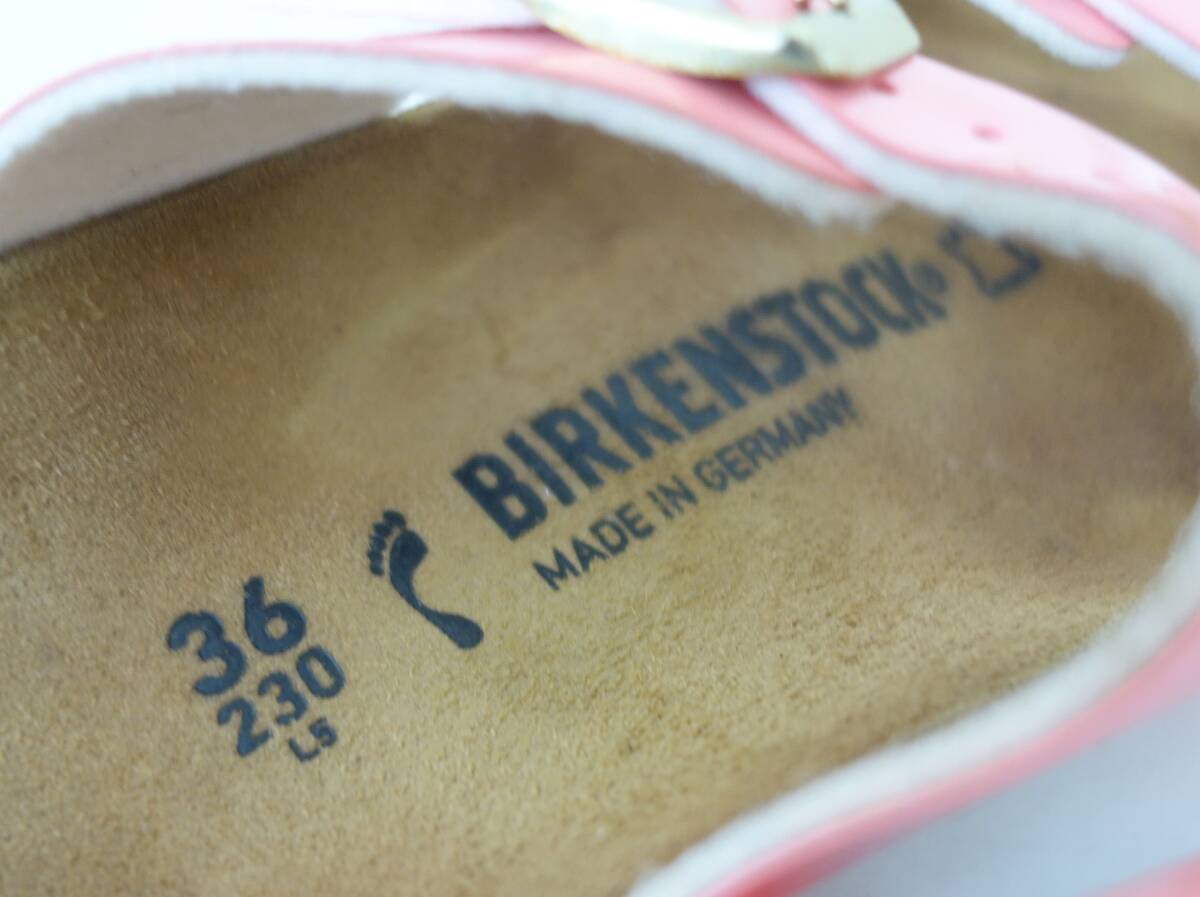 BIRKENSTOCK®
MADE IN GERMANY
36
230
L5